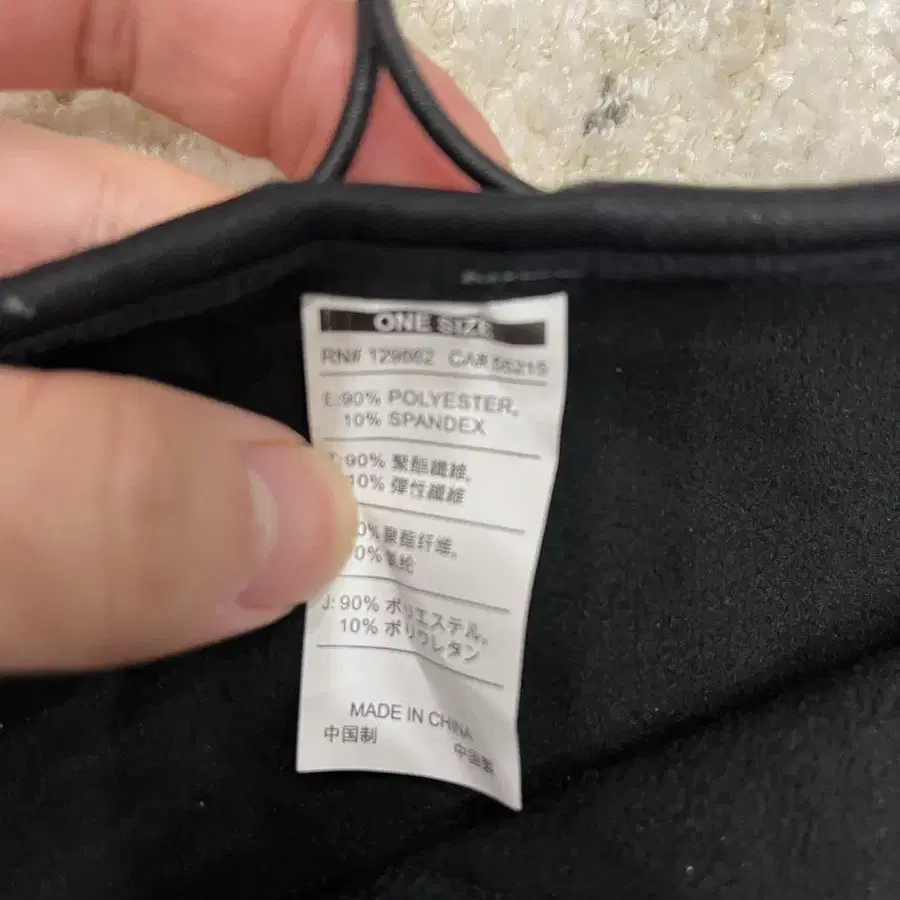 ONE SIZE
RN# 129662 CA# 56215
E:90% POLYESTER,
10% SPANDEX
90% 聚酯纖維,
10% 彈性纖維
0%聚酯纤维,
0%氨纶
J: 90% ポリエステル,
10% ポリウレタン
MADE IN CHINA
中国制
中国製